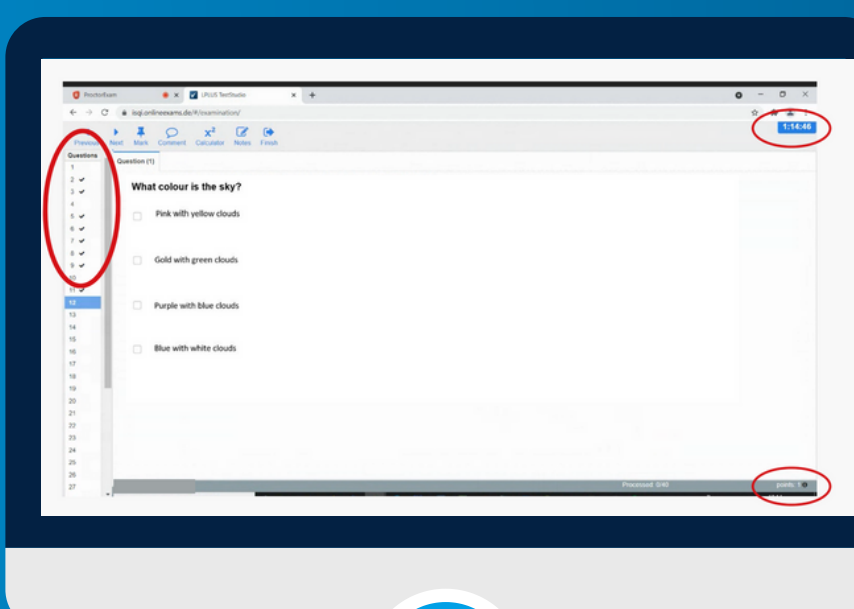 ProctorExam
UPLUS TestStudio
isqi.onlineexams.de/#/examination/
1:14:46
Previous Next Mark Comment Calculator Notes Finish
Questions
Question (1)
1
2
3
4
5
6
7
8
9
10
11
12
13
14
15
16
17
18
19
20
21
22
23
24
25
26
27
What colour is the sky?
Pink with yellow clouds
Gold with green clouds
Purple with blue clouds
Blue with white clouds
Processed 0/40
points: 1